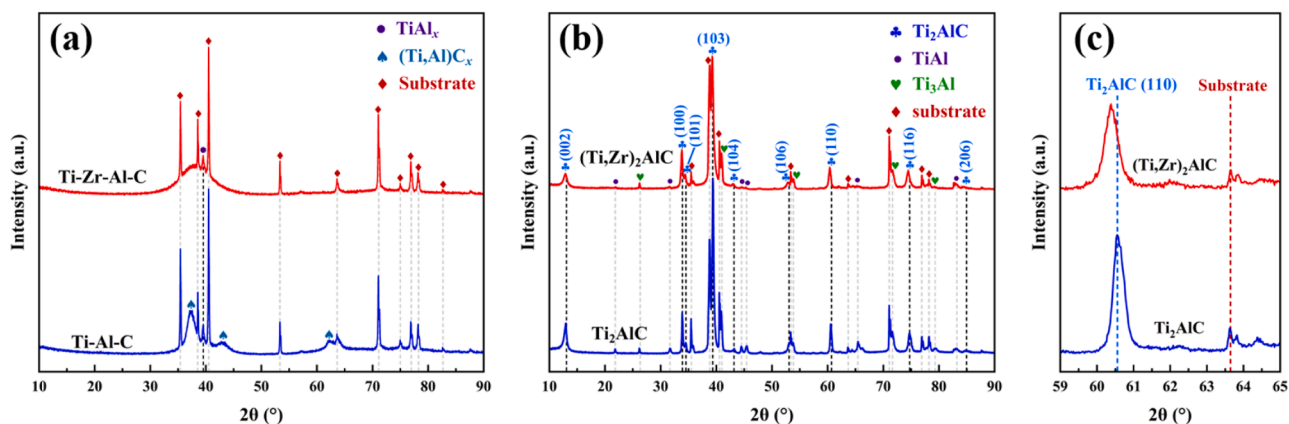 (a)
TiAlx
(Ti,Al)Cx
Substrate
Ti-Zr-Al-C
Ti-Al-C
Intensity (a.u.)
10 20 30 40 50 60 70 80 90
2θ (°)
(b)
(103)
Ti₂AlC
TiAl
Ti₃Al
substrate
(002)
(100)
(101)
(104)
(106)
(110)
(116)
(206)
(Ti,Zr)₂AlC
Ti₂AlC
Intensity (a.u.)
10 20 30 40 50 60 70 80 90
2θ (°)
(c)
Ti₂AlC (110)
Substrate
(Ti,Zr)₂AlC
Ti₂AlC
Intensity (a.u.)
59 60 61 62 63 64 65
2θ (°)